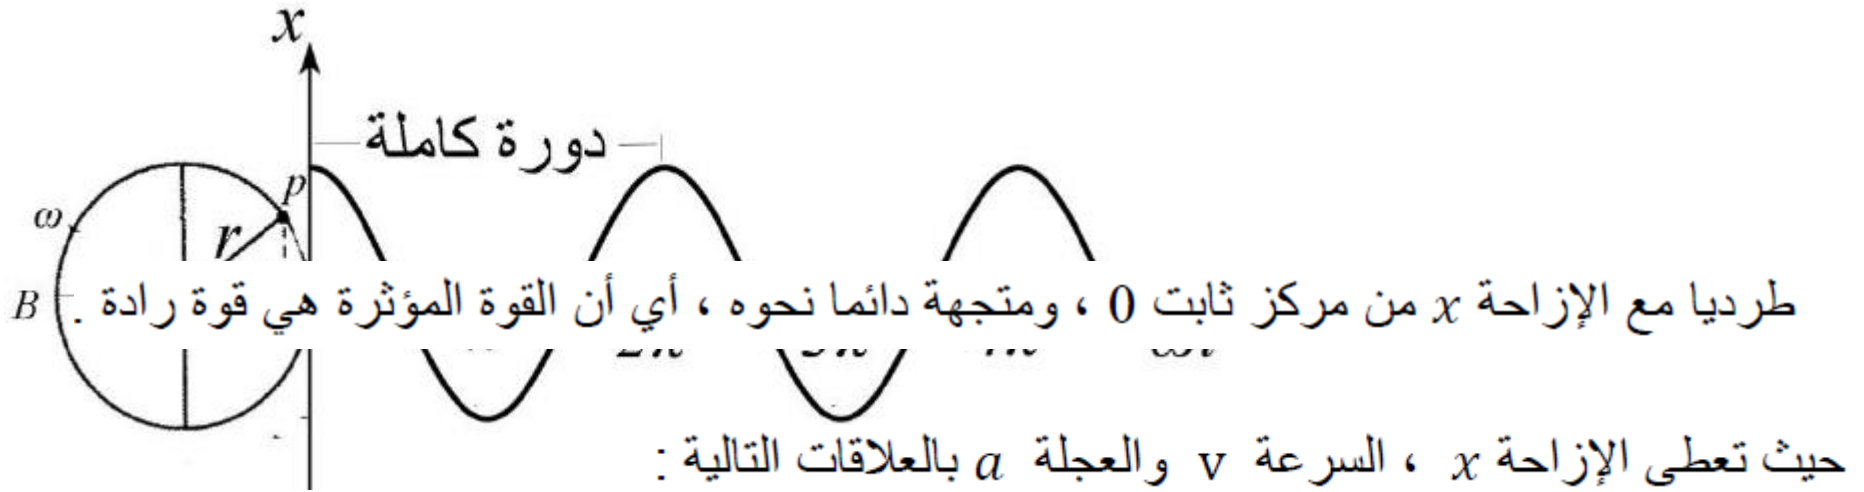 x
دورة كاملة
p
ω
r
B
طرديا مع الإزاحة x من مركز ثابت 0 ، ومتجهة دائما نحوه ، أي أن القوة المؤثرة هي قوة رادة .
حيث تعطى الإزاحة x ، السرعة v والعجلة a بالعلاقات التالية :